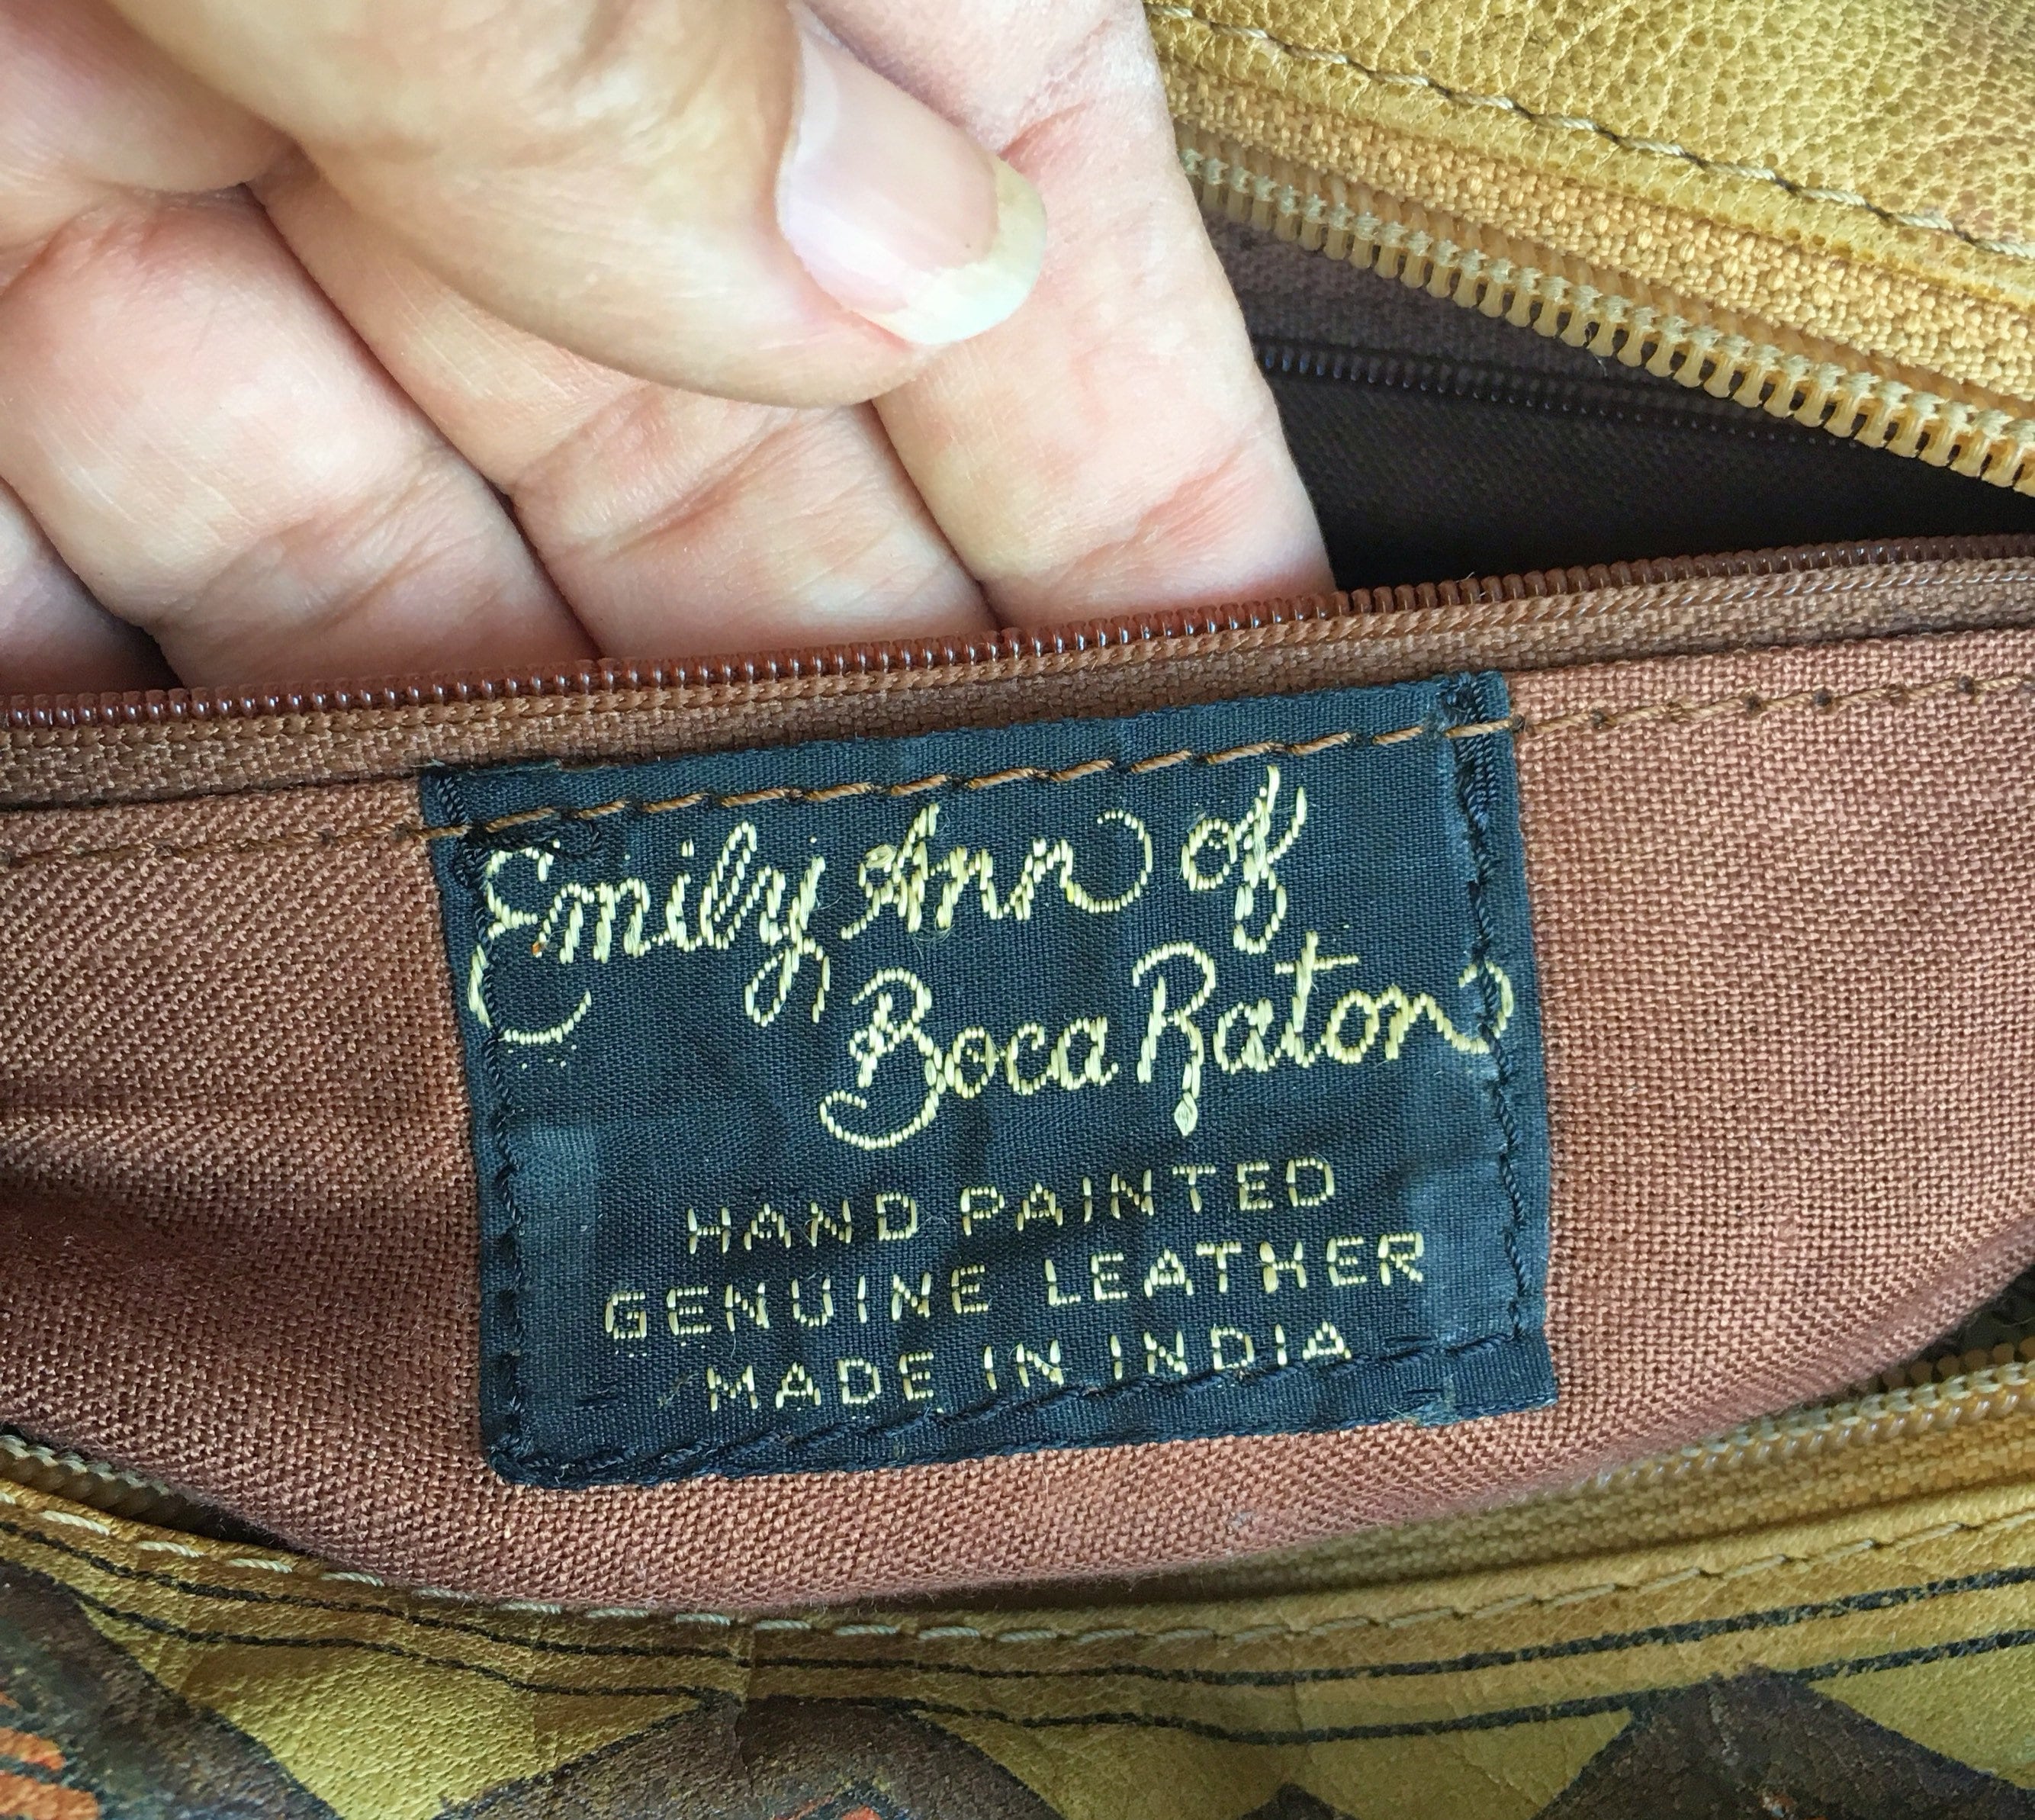 Emily Ann of
Boca Raton
HAND PAINTED
GENUINE LEATHER
MADE IN INDIA